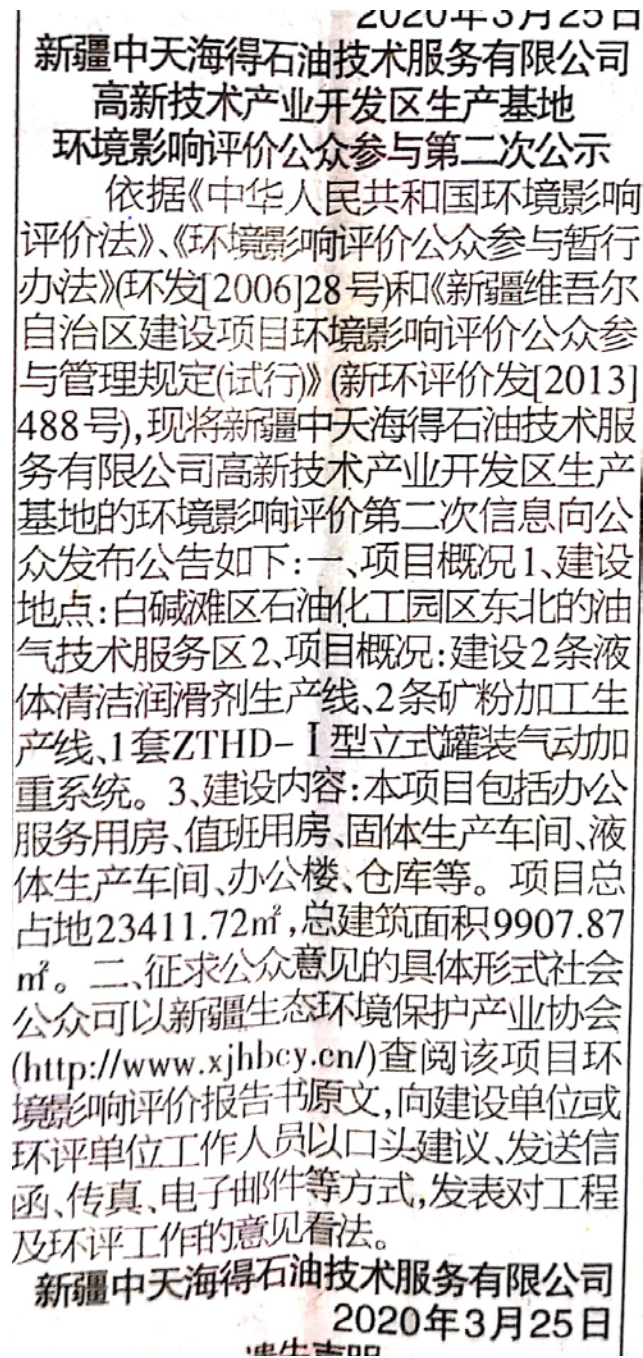 2020年3月25日
新疆中天海得石油技术服务有限公司
高新技术产业开发区生产基地
环境影响评价公众参与第二次公示
依据《中华人民共和国环境影响
评价法》、《环境影响评价公众参与暂行
办法》(环发[2006]28号)和《新疆维吾尔
自治区建设项目环境影响评价公众参
与管理规定(试行)》(新环评价发[2013]
488号),现将新疆中天海得石油技术服
务有限公司高新技术产业开发区生产
基地的环境影响评价第二次信息向公
众发布公告如下:一、项目概况1、建设
地点:白碱滩区石油化工园区东北的油
气技术服务区2、项目概况:建设2条液
体清洁润滑剂生产线、2条矿粉加工生
产线、1套ZTHD-Ⅰ型立式罐装气动加
重系统。3、建设内容:本项目包括办公
服务用房、值班用房、固体生产车间、液
体生产车间、办公楼、仓库等。项目总
占地23411.72㎡,总建筑面积9907.87
㎡。二、征求公众意见的具体形式社会
公众可以新疆生态环境保护产业协会
(http://www.xjhbcy.cn/)查阅该项目环
境影响评价报告书原文,向建设单位或
环评单位工作人员以口头建议、发送信
函、传真、电子邮件等方式,发表对工程
及环评工作的意见看法。
新疆中天海得石油技术服务有限公司
2020年3月25日
遗失声明